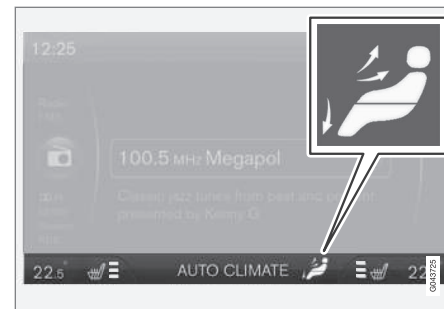 12:25
Radio
100.5 MHz Megapol
Classic jazz tunes from past and present
presented by Kenny G
22.5° AUTO CLIMATE 22
G043725